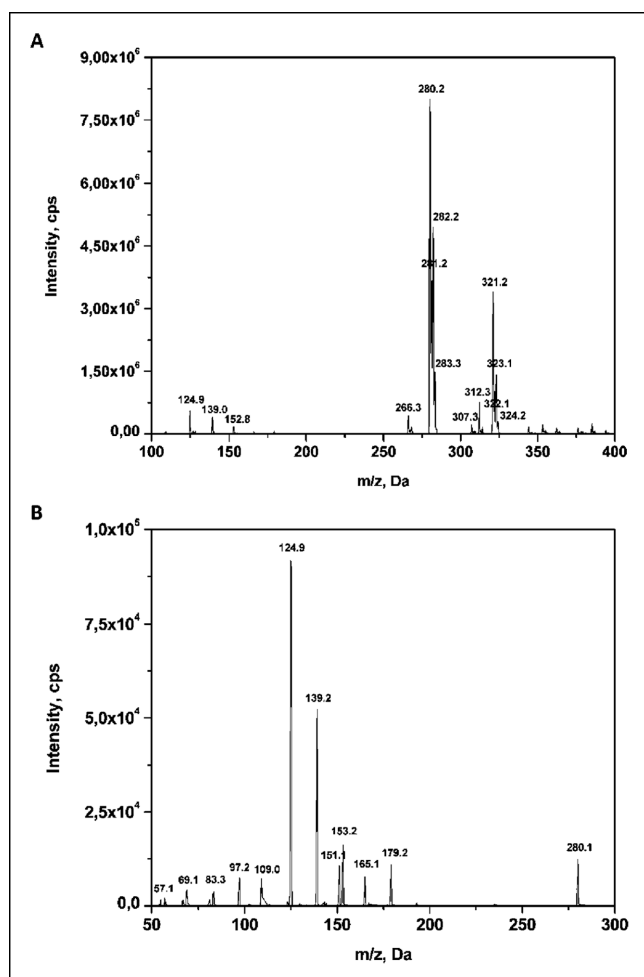 A
9,00x10⁶
7,50x10⁶
6,00x10⁶
4,50x10⁶
3,00x10⁶
1,50x10⁶
0,00
Intensity, cps
280.2
282.2
281.2
321.2
283.3
323.1
312.3
322.1
124.9
139.0
152.8
266.3
307.3
324.2
100 150 200 250 300 350 400
m/z, Da
B
1,0x10⁵
7,5x10⁴
5,0x10⁴
2,5x10⁴
0,0
Intensity, cps
124.9
139.2
153.2
151.1
179.2
280.1
165.1
97.2
109.0
83.3
69.1
57.1
50 100 150 200 250 300
m/z, Da